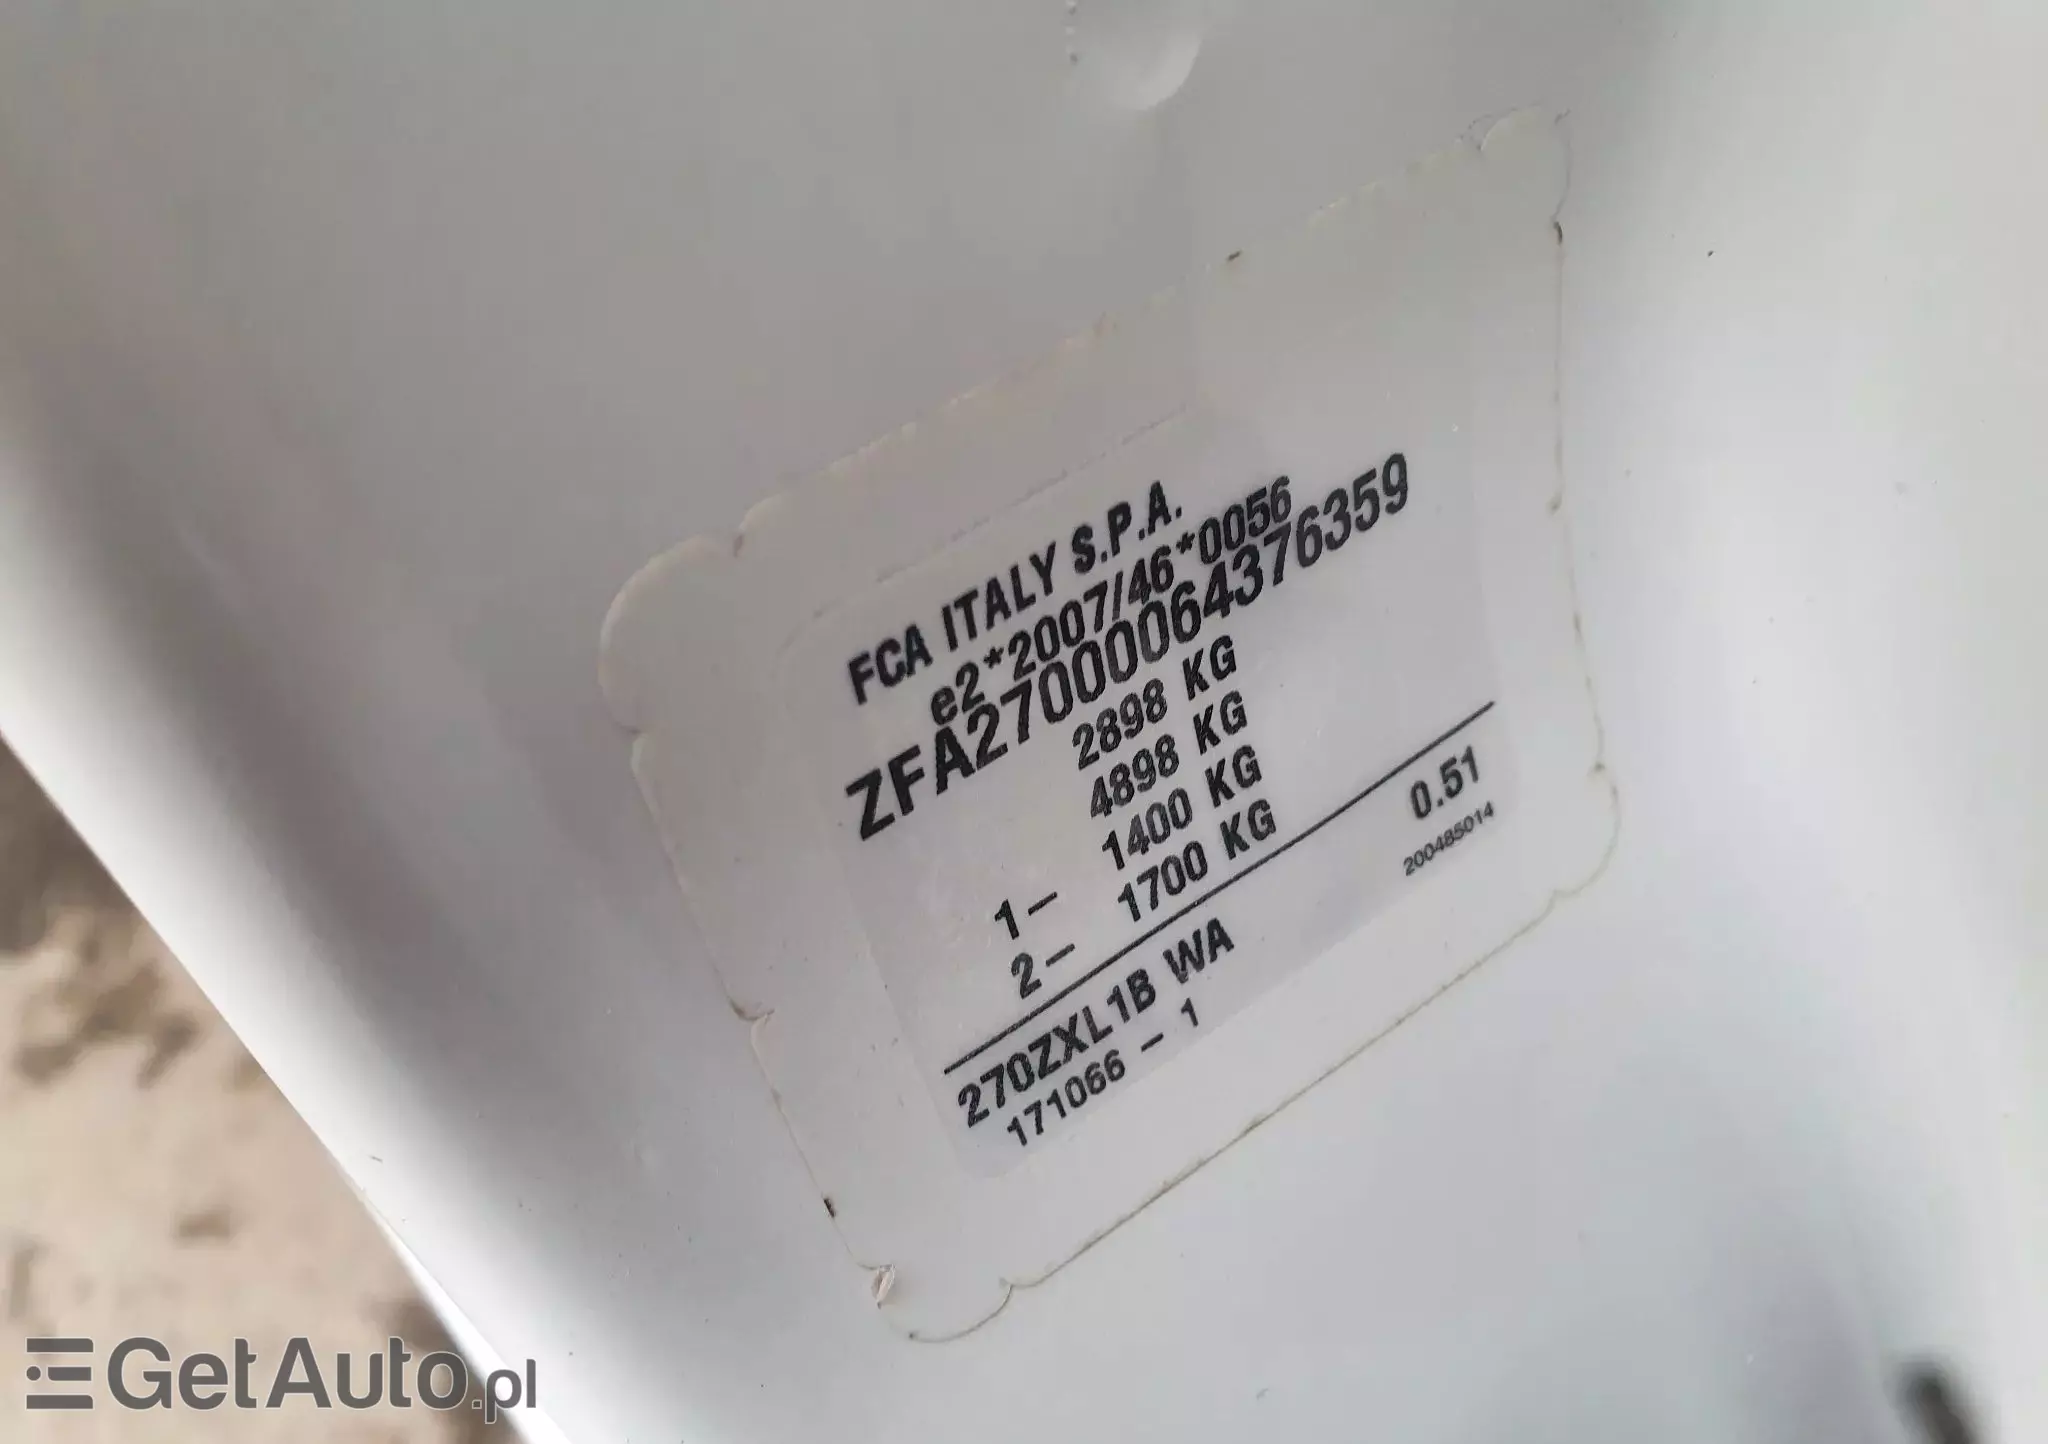 FCA ITALY S.P.A.
e2*2007/46*0056
ZFA270000064376359
2898 KG
4898 KG
1- 1400 KG
2- 1700 KG
270ZXL1B WA 0.51
171066 - 1 200485014
GetAuto.pl